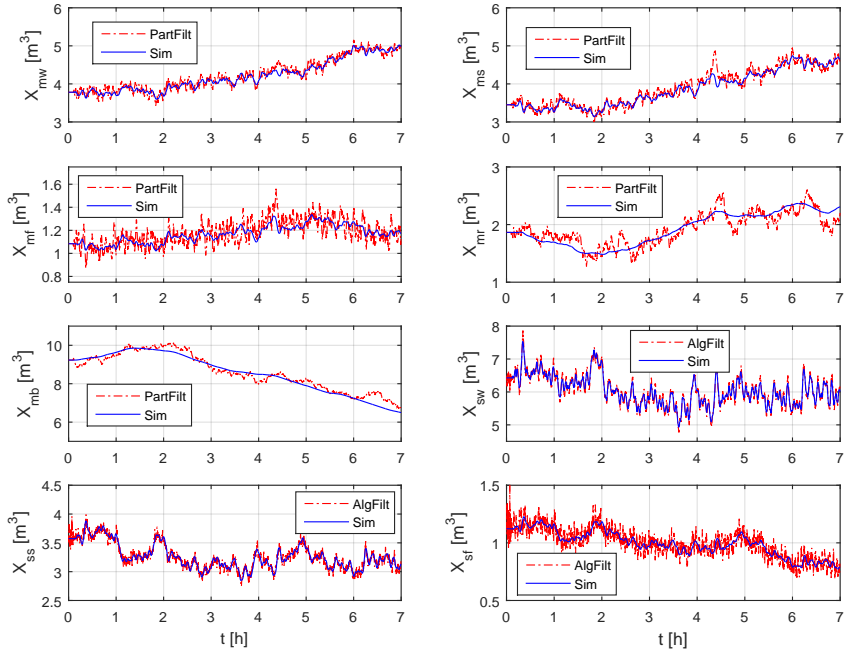 X_mw [m^3]
6
5
4
3
PartFilt
Sim
0 1 2 3 4 5 6 7
X_ms [m^3]
6
5
4
3
PartFilt
Sim
0 1 2 3 4 5 6 7
X_mf [m^3]
1.6
1.4
1.2
1
0.8
PartFilt
Sim
0 1 2 3 4 5 6 7
X_mr [m^3]
3
2
1
PartFilt
Sim
0 1 2 3 4 5 6 7
X_mb [m^3]
10
8
6
PartFilt
Sim
0 1 2 3 4 5 6 7
X_sw [m^3]
8
7
6
5
AlgFilt
Sim
0 1 2 3 4 5 6 7
X_ss [m^3]
4.5
4
3.5
3
2.5
AlgFilt
Sim
0 1 2 3 4 5 6 7
t [h]
X_sf [m^3]
1.5
1
0.5
AlgFilt
Sim
0 1 2 3 4 5 6 7
t [h]